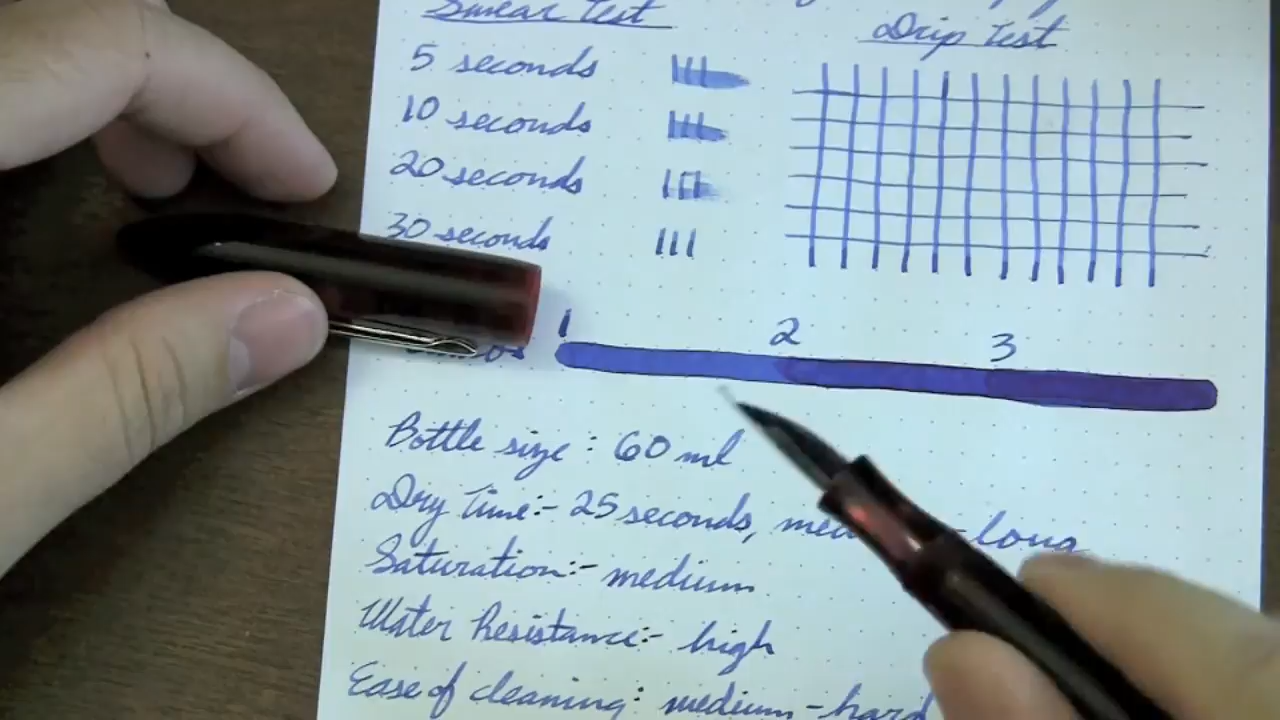 Smear Test
Drip Test
5 seconds
10 seconds
20 seconds
30 seconds
1 2 3
Bottle size: 60 ml
Dry Time:- 25 seconds, long
Saturation:- medium
Water Resistance:- high
Ease of cleaning: medium-hard